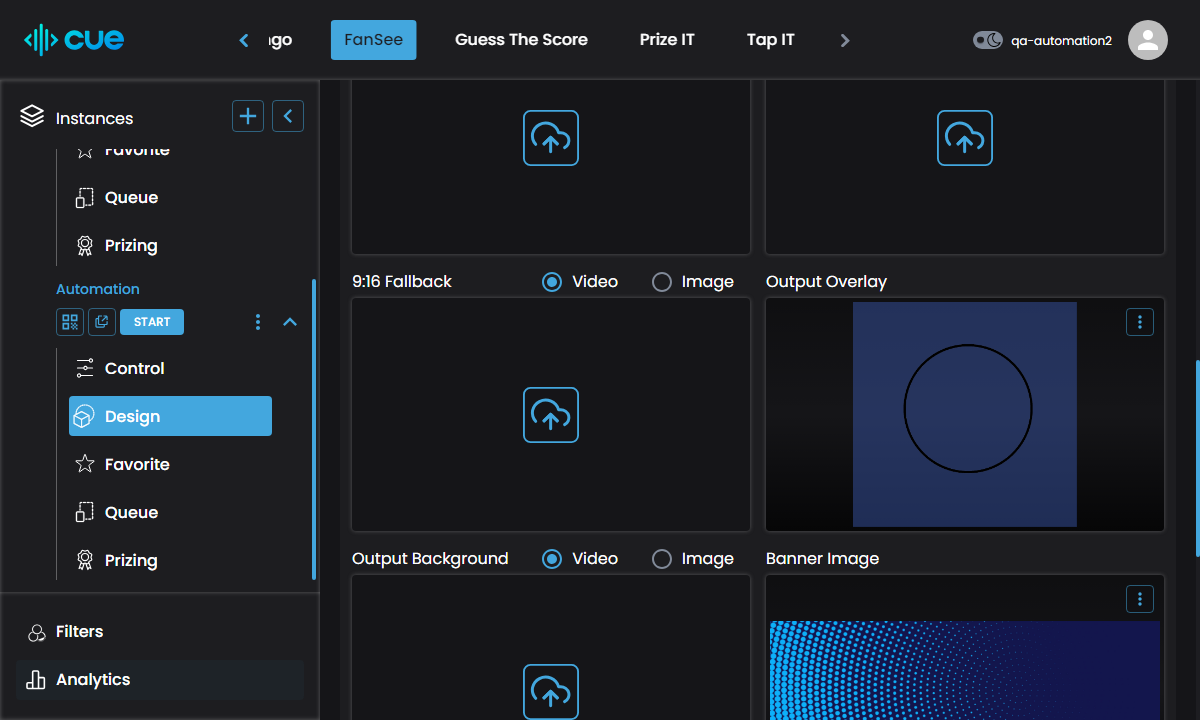 cue
FanSee
Guess The Score
Prize IT
Tap IT
qa-automation2
Instances
Favorite
Queue
Prizing
Automation
START
Control
Design
Favorite
Queue
Prizing
Filters
Analytics
9:16 Fallback
Video
Image
Output Overlay
Output Background
Video
Image
Banner Image